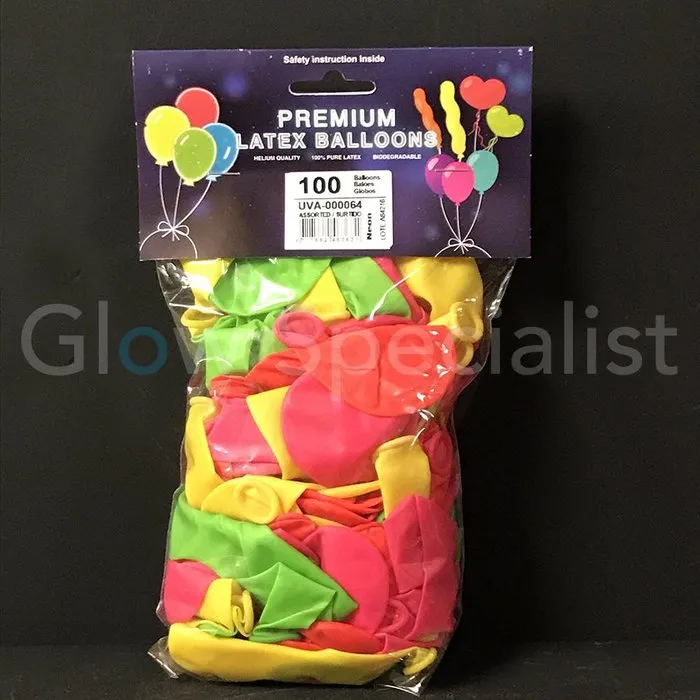 Safety instruction inside
PREMIUM
LATEX BALLOONS
HELIUM QUALITY 100% PURE LATEX BIODEGRADABLE
100 Balloons
Balões
Globos
UVA-000064
ASSORTED / SURTIDO
Neon
GlowSpecialist